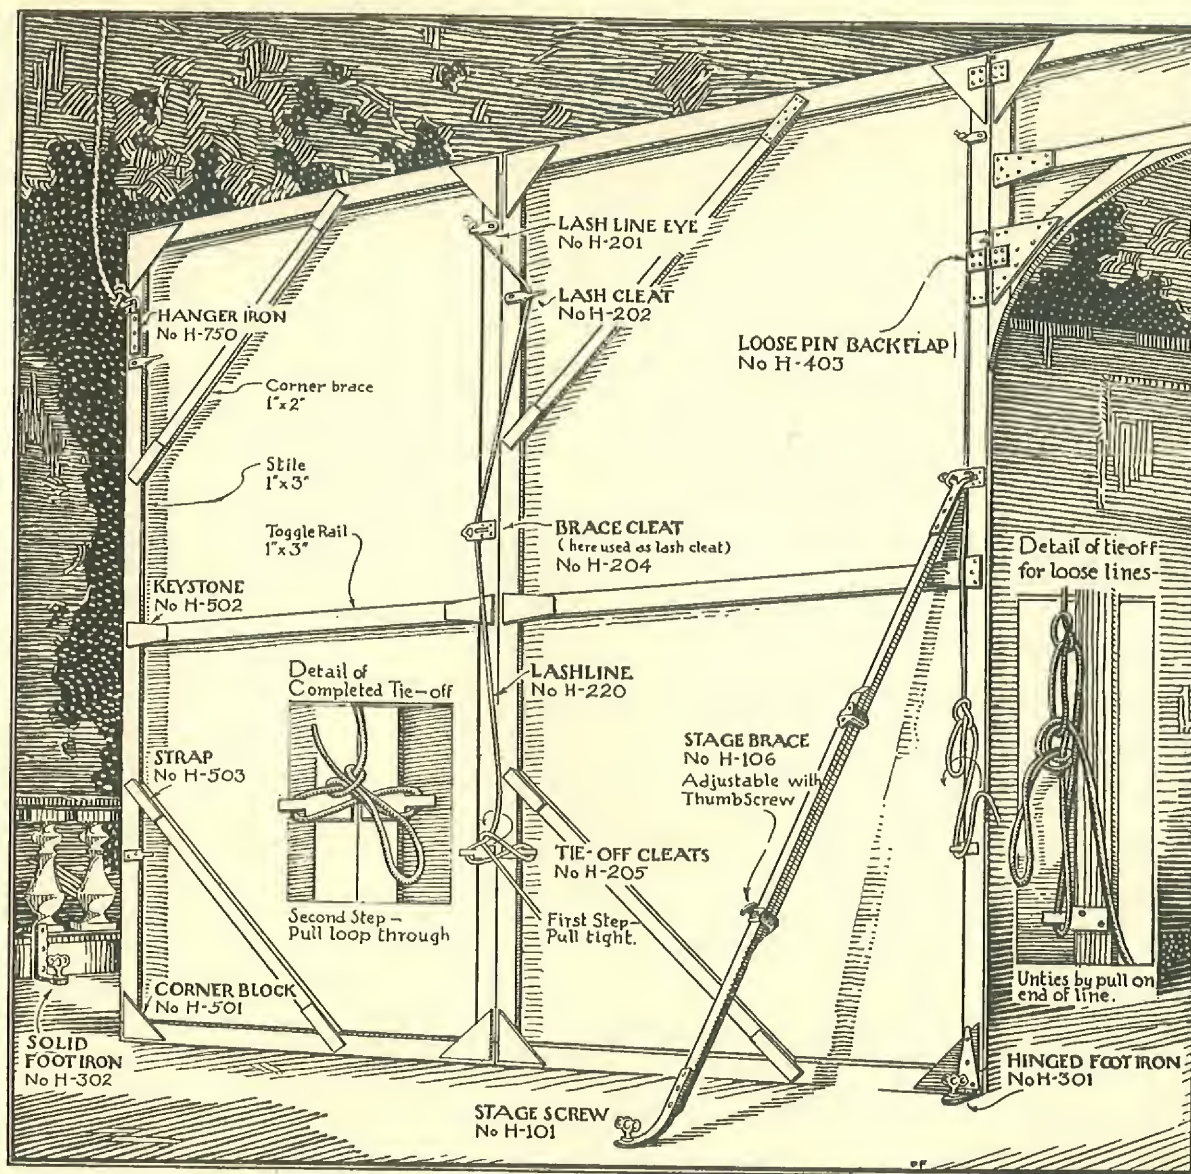 LASH LINE EYE
No H-201
LASH CLEAT
No H-202
HANGER IRON
No H-750
LOOSE PIN BACK FLAP
No H-403
Corner brace
1"x2"
Stile
1"x3"
Toggle Rail
1"x3"
BRACE CLEAT
(here used as lash cleat)
No H-204
Detail of tie-off
for loose lines-
KEYSTONE
No H-502
Detail of
Completed Tie-off
LASHLINE
No H-220
STRAP
No H-503
STAGE BRACE
No H-106
Adjustable with
Thumb Screw
TIE-OFF CLEATS
No H-205
Second Step-
Pull loop through
First Step-
Pull tight.
Unties by pull on
end of line.
CORNER BLOCK
No H-501
SOLID
FOOT IRON
No H-302
HINGED FOOT IRON
No H-301
STAGE SCREW
No H-101
PF